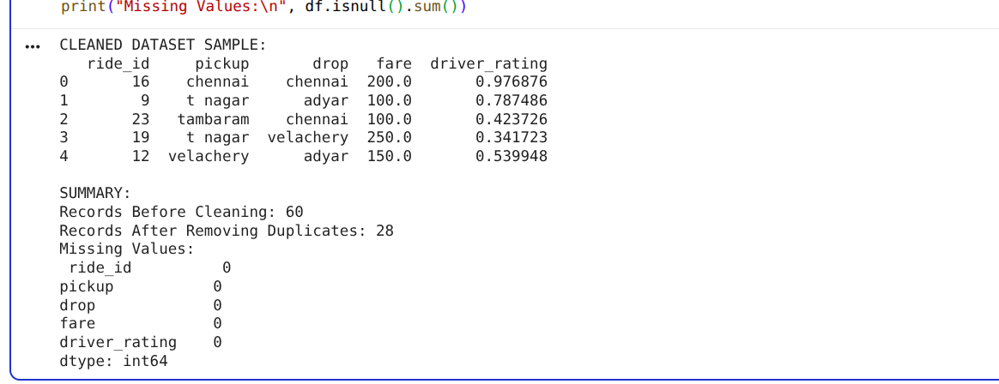 print("Missing Values:\n", df.isnull().sum())
CLEANED DATASET SAMPLE:
   ride_id     pickup       drop   fare  driver_rating
0       16    chennai    chennai  200.0       0.976876
1        9    t nagar      adyar  100.0       0.787486
2       23   tambaram    chennai  100.0       0.423726
3       19    t nagar  velachery  250.0       0.341723
4       12  velachery      adyar  150.0       0.539948
SUMMARY:
Records Before Cleaning: 60
Records After Removing Duplicates: 28
Missing Values:
 ride_id          0
pickup           0
drop             0
fare             0
driver_rating    0
dtype: int64